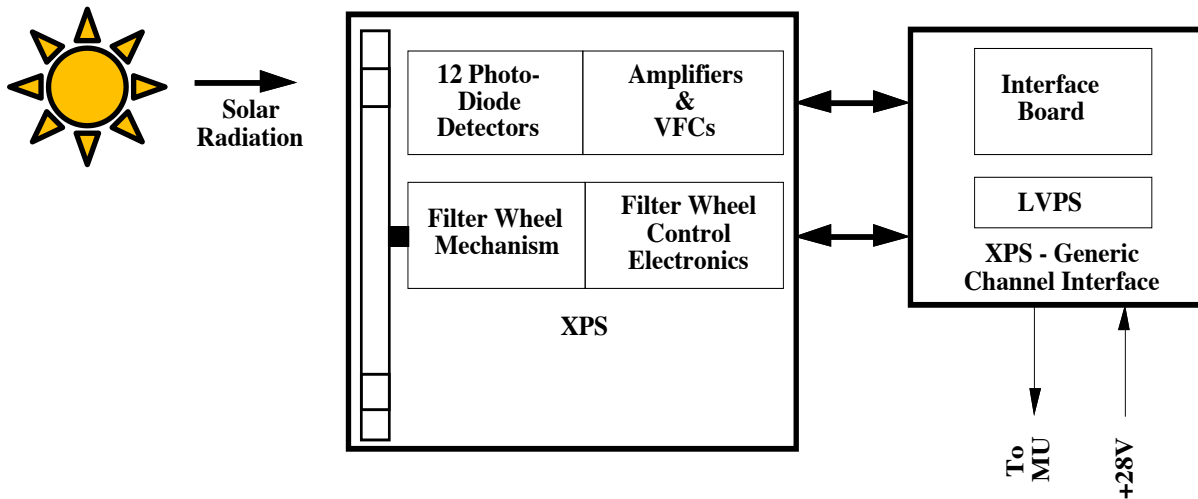 Solar
Radiation
12 Photo-
Diode
Detectors
Amplifiers
&
VFCs
Filter Wheel
Mechanism
Filter Wheel
Control
Electronics
XPS
Interface
Board
LVPS
XPS - Generic
Channel Interface
To
MU
+28V